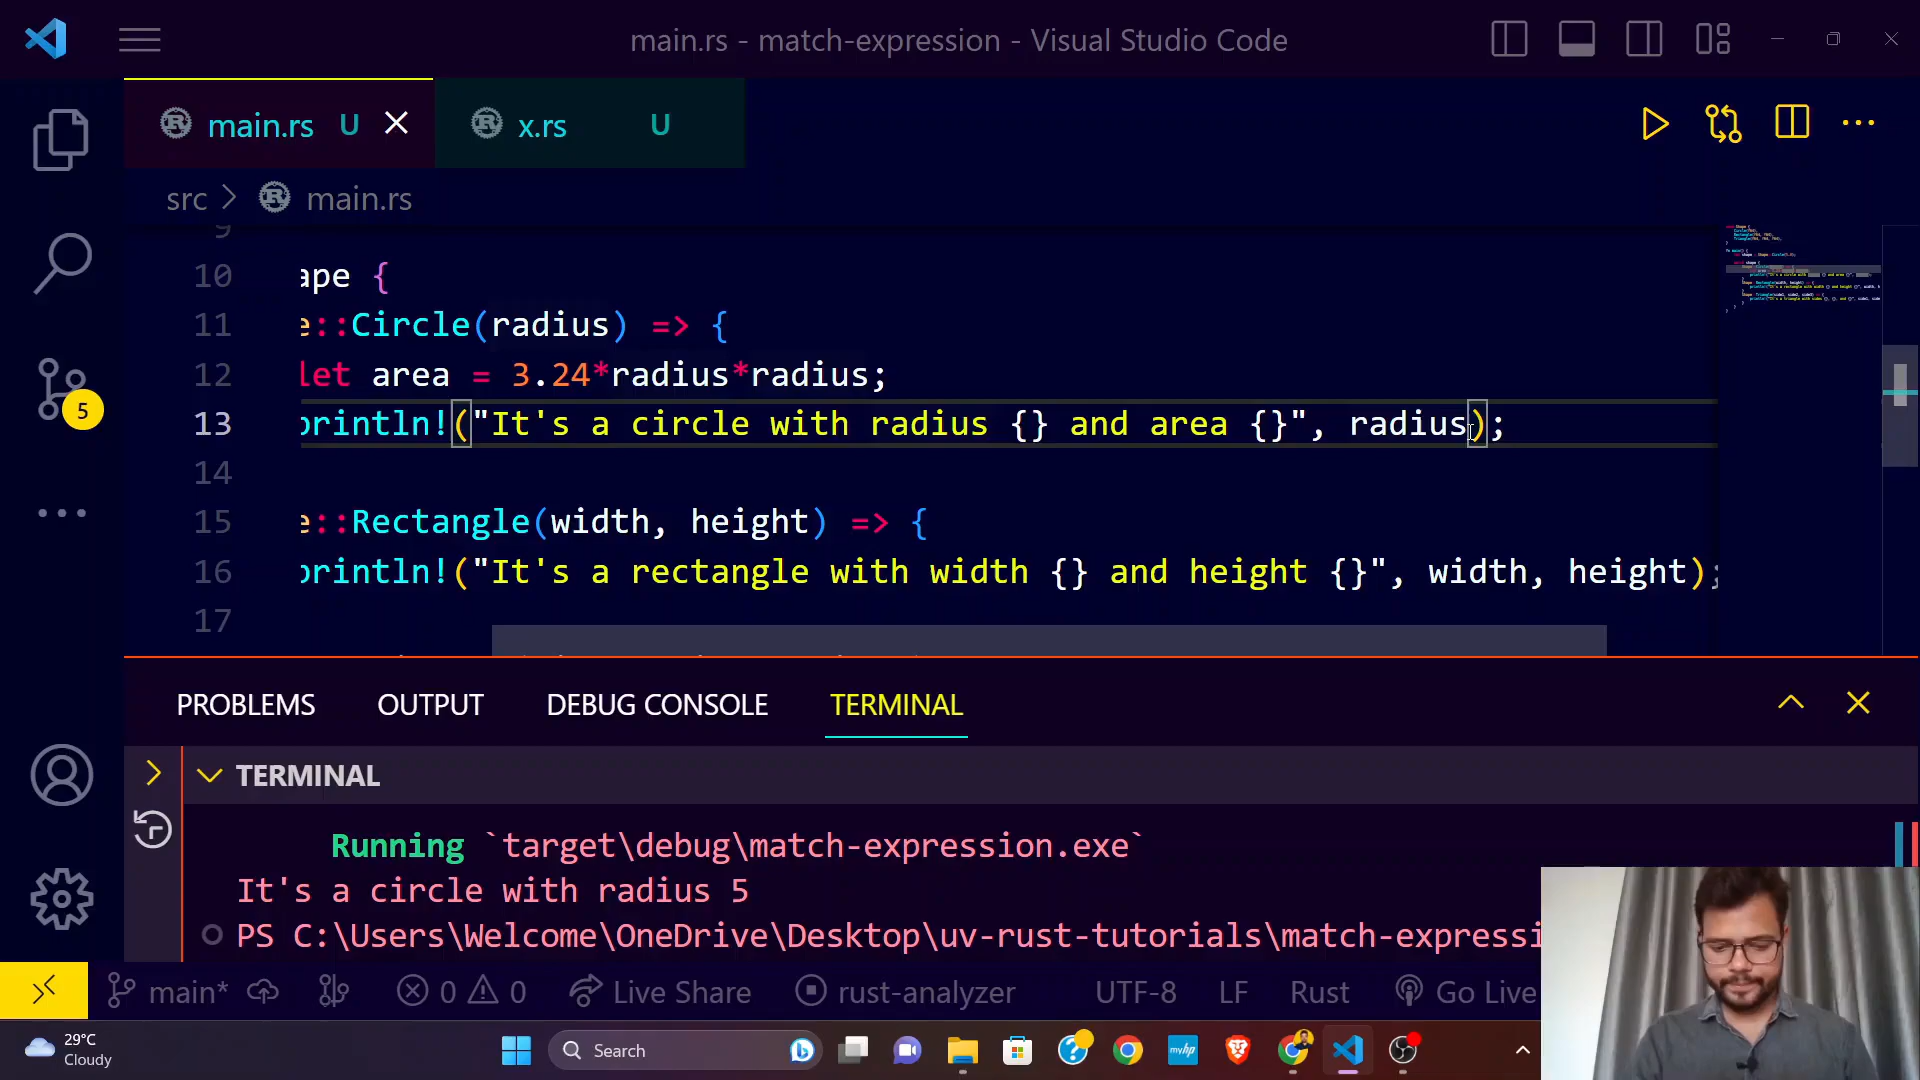 main.rs - match-expression - Visual Studio Code
main.rs U
x.rs U
src > main.rs
9
10 ape {
11 e::Circle(radius) => {
12 let area = 3.24*radius*radius;
13 println!("It's a circle with radius {} and area {}", radius);
14
15 e::Rectangle(width, height) => {
16 println!("It's a rectangle with width {} and height {}", width, height);
17
5
PROBLEMS OUTPUT DEBUG CONSOLE TERMINAL
TERMINAL
Running `target\debug\match-expression.exe`
It's a circle with radius 5
PS C:\Users\Welcome\OneDrive\Desktop\uv-rust-tutorials\match-expressi
main* 0 0 Live Share rust-analyzer UTF-8 LF Rust Go Live
29°C
Cloudy
Search
myhp